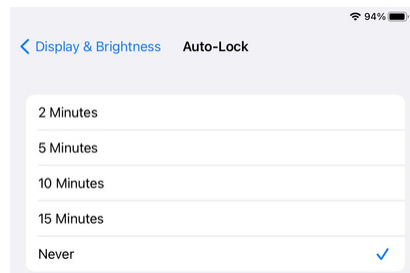 94%
Display & Brightness Auto-Lock
2 Minutes
5 Minutes
10 Minutes
15 Minutes
Never